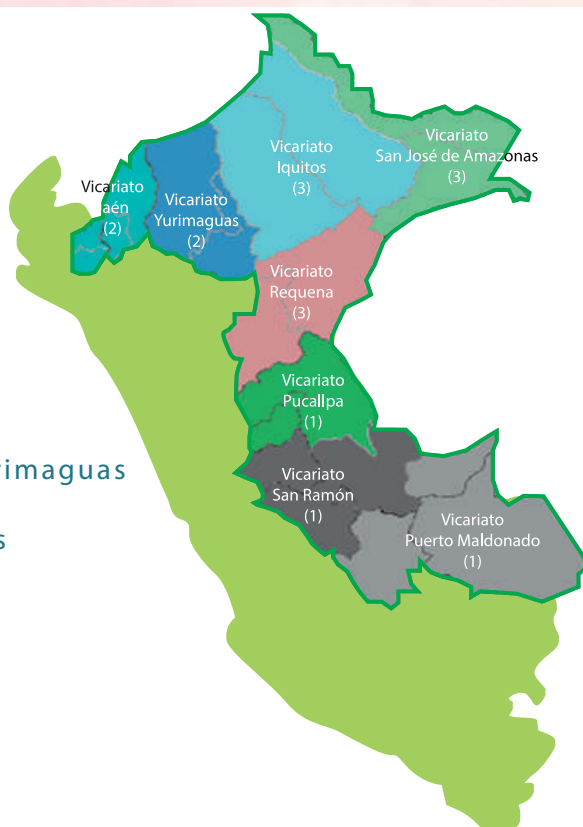 Vicariato
San José de Amazonas
(3)
Vicariato
Iquitos
(3)
Vicariato
aén
(2)
Vicariato
Yurimaguas
(2)
Vicariato
Requena
(3)
Vicariato
Pucallpa
(1)
rimaguas
Vicariato
San Ramón
(1)
s
Vicariato
Puerto Maldonado
(1)